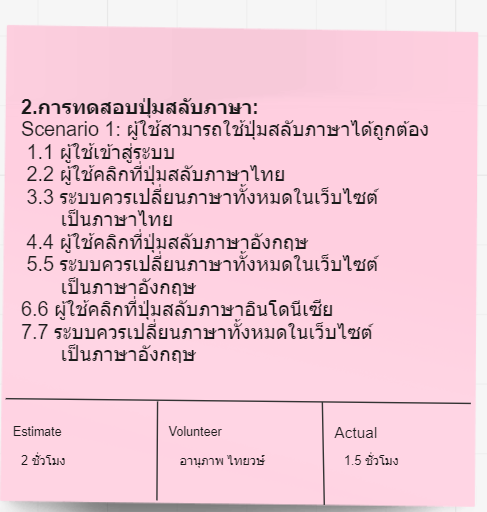 2.การทดสอบปุ่มสลับภาษา:
Scenario 1: ผู้ใช้สามารถใช้ปุ่มสลับภาษาได้ถูกต้อง
1.1 ผู้ใช้เข้าสู่ระบบ
2.2 ผู้ใช้คลิกที่ปุ่มสลับภาษาไทย
3.3 ระบบควรเปลี่ยนภาษาทั้งหมดในเว็บไซต์
เป็นภาษาไทย
4.4 ผู้ใช้คลิกที่ปุ่มสลับภาษาอังกฤษ
5.5 ระบบควรเปลี่ยนภาษาทั้งหมดในเว็บไซต์
เป็นภาษาอังกฤษ
6.6 ผู้ใช้คลิกที่ปุ่มสลับภาษาอินโดนีเซีย
7.7 ระบบควรเปลี่ยนภาษาทั้งหมดในเว็บไซต์
เป็นภาษาอังกฤษ
Estimate
2 ชั่วโมง
Volunteer
อานุภาพ ไทยวษ์
Actual
1.5 ชั่วโมง